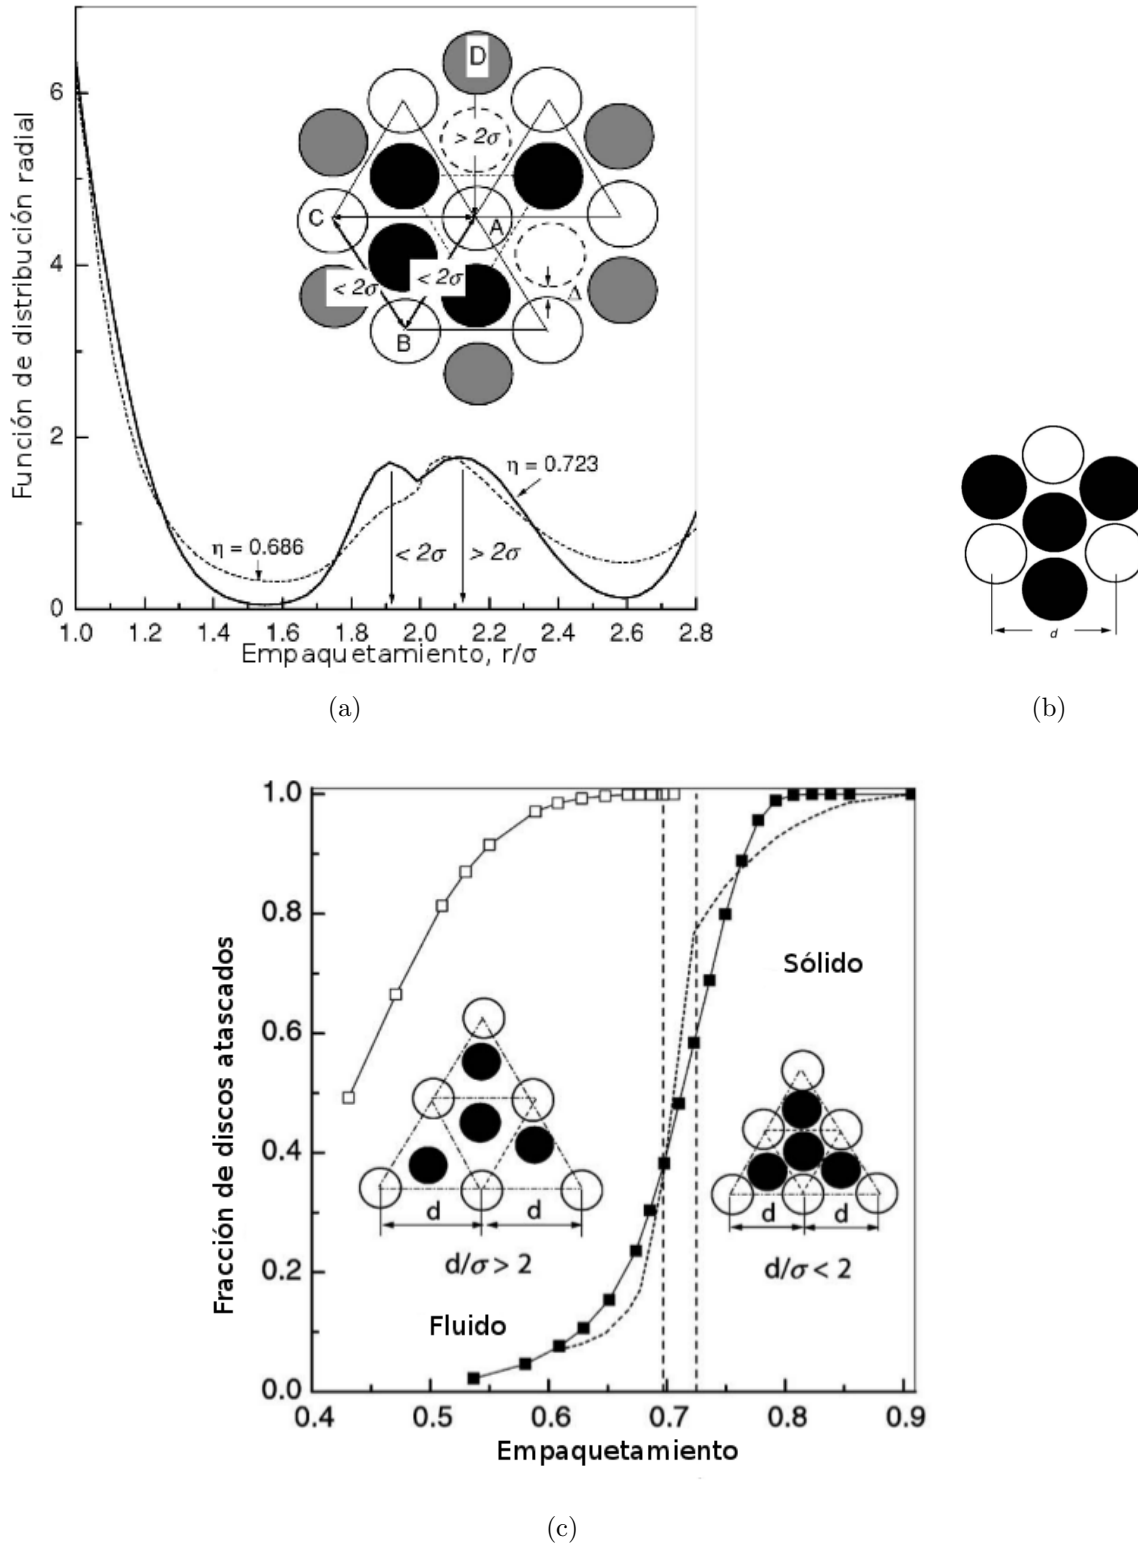 Función de distribución radial
6
4
2
0
D
> 2σ
C
A
< 2σ
< 2σ
Δ
B
η = 0.723
η = 0.686
< 2σ
> 2σ
1.0 1.2 1.4 1.6 1.8 2.0 2.2 2.4 2.6 2.8
Empaquetamiento, r/σ
d
(a)
(b)
Fracción de discos atascados
1.0
0.8
0.6
0.4
0.2
0.0
Sólido
d d
d/σ > 2
d d
d/σ < 2
Fluido
0.4 0.5 0.6 0.7 0.8 0.9
Empaquetamiento
(c)